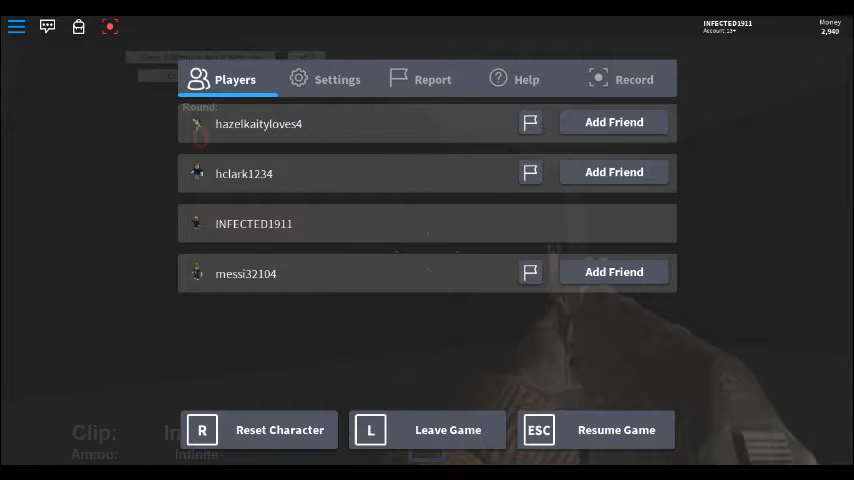 INFECTED1911
Account: 13+
Money
2,940
Players
Settings
Report
Help
Record
Round:
hazelkaityloves4
Add Friend
hclark1234
Add Friend
INFECTED1911
messi32104
Add Friend
R Reset Character
L Leave Game
ESC Resume Game
Clip:
Ammo:
Infinite